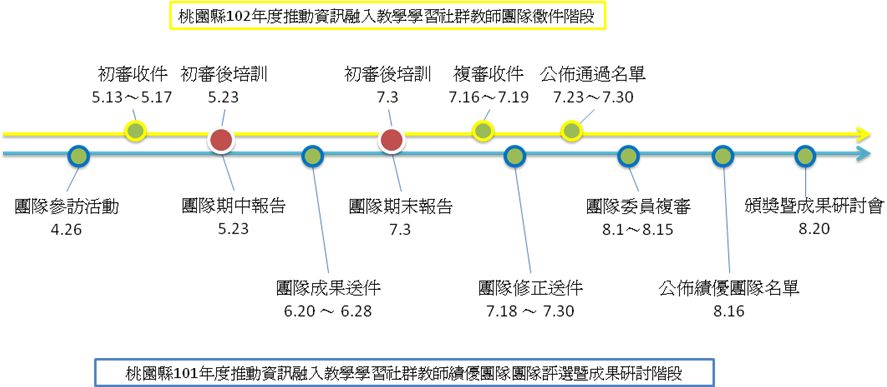 桃園縣102年度推動資訊融入教學學習社群教師團隊徵件階段
初審收件
5.13～5.17
初審後培訓
5.23
初審後培訓
7.3
複審收件
7.16～7.19
公佈通過名單
7.23～7.30
團隊參訪活動
4.26
團隊期中報告
5.23
團隊成果送件
6.20 ～ 6.28
團隊期末報告
7.3
團隊修正送件
7.18 ～ 7.30
團隊委員複審
8.1～8.15
公佈績優團隊名單
8.16
頒獎暨成果研討會
8.20
桃園縣101年度推動資訊融入教學學習社群教師績優團隊團隊評選暨成果研討階段